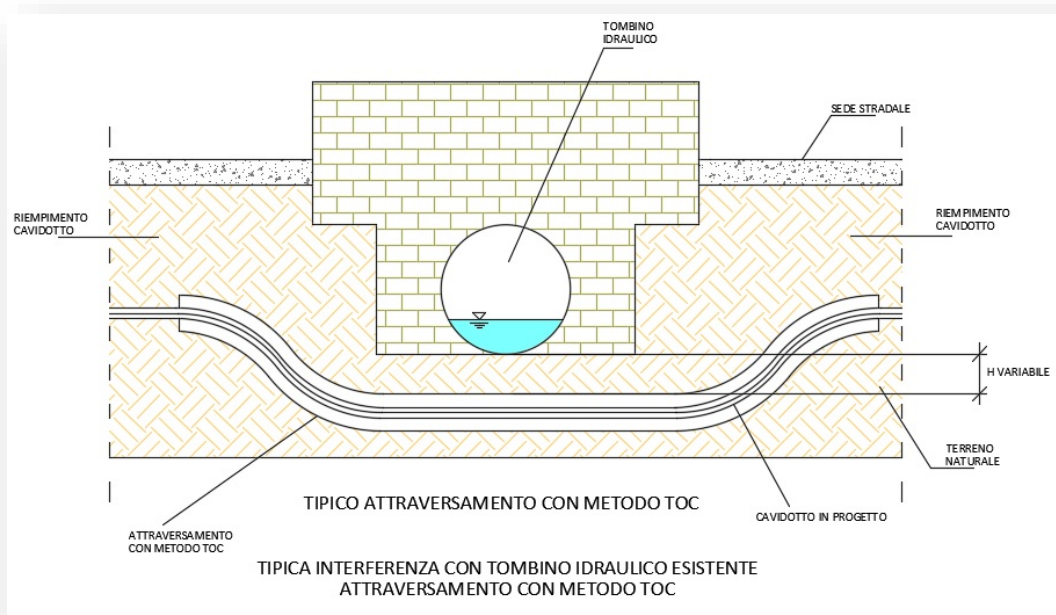 TOMBINO
IDRAULICO
SEDE STRADALE
RIEMPIMENTO
CAVIDOTTO
RIEMPIMENTO
CAVIDOTTO
H VARIABILE
TERRENO
NATURALE
TIPICO ATTRAVERSAMENTO CON METODO TOC
CAVIDOTTO IN PROGETTO
ATTRAVERSAMENTO
CON METODO TOC
TIPICA INTERFERENZA CON TOMBINO IDRAULICO ESISTENTE
ATTRAVERSAMENTO CON METODO TOC